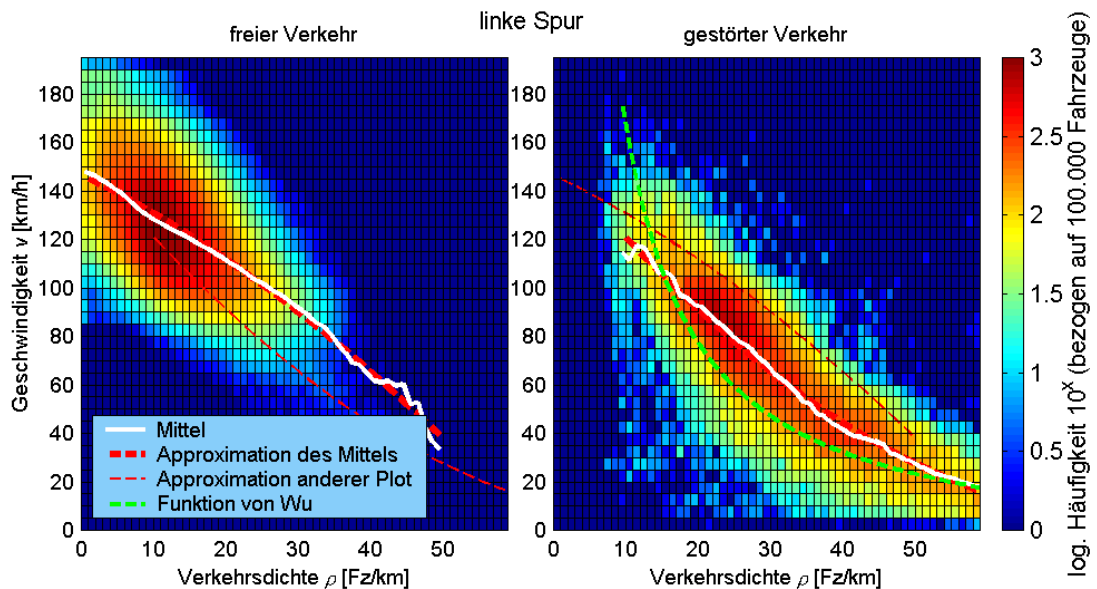 linke Spur
freier Verkehr
gestörter Verkehr
Geschwindigkeit v [km/h]
180
160
140
120
100
80
60
40
20
0
0 10 20 30 40 50
Verkehrsdichte ρ [Fz/km]
Mittel
Approximation des Mittels
Approximation anderer Plot
Funktion von Wu
180
160
140
120
100
80
60
40
20
0
0 10 20 30 40 50
Verkehrsdichte ρ [Fz/km]
3
2.5
2
1.5
1
0.5
0
log. Häufigkeit 10^x (bezogen auf 100.000 Fahrzeuge)